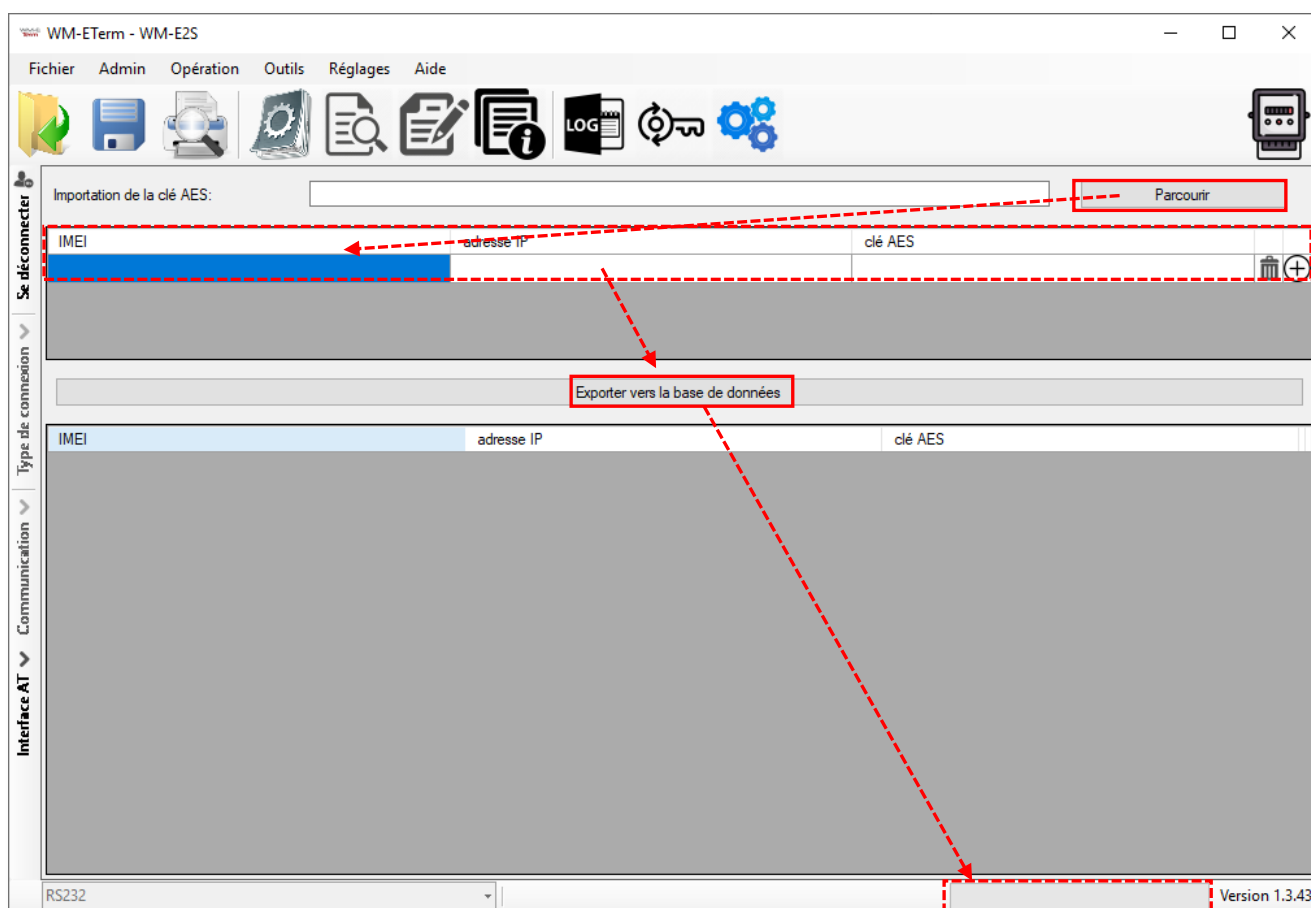 WM-ETerm - WM-E2S
Fichier Admin Opération Outils Réglages Aide
LOG
Importation de la clé AES:
Parcourir
IMEI adresse IP clé AES
Exporter vers la base de données
IMEI adresse IP clé AES
Se déconnecter
Type de connexion
Communication
Interface AT
RS232
Version 1.3.43